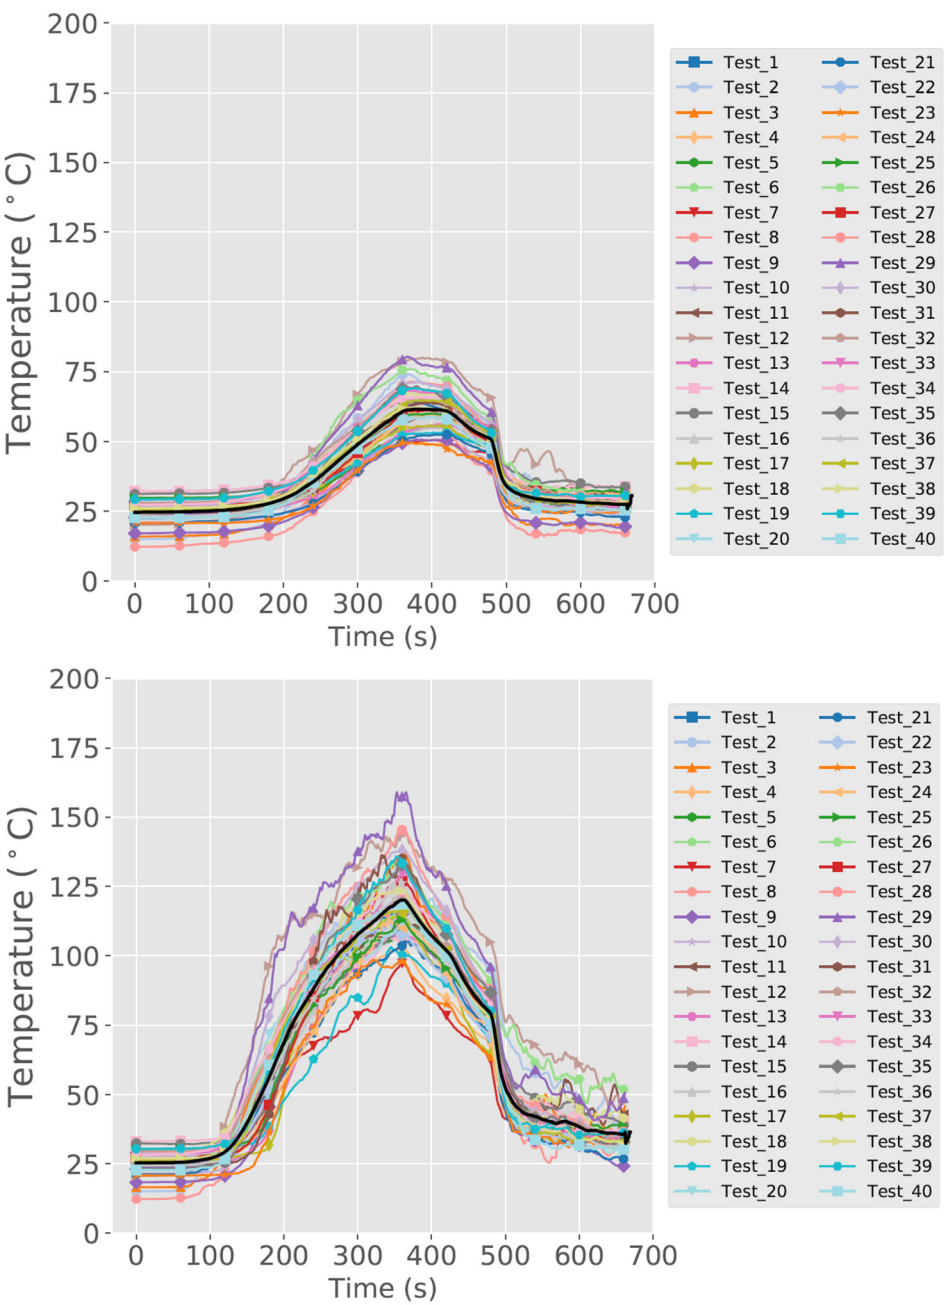 200
175
150
125
100
75
50
25
0
Temperature (°C)
0 100 200 300 400 500 600 700
Time (s)
Test_1 Test_21
Test_2 Test_22
Test_3 Test_23
Test_4 Test_24
Test_5 Test_25
Test_6 Test_26
Test_7 Test_27
Test_8 Test_28
Test_9 Test_29
Test_10 Test_30
Test_11 Test_31
Test_12 Test_32
Test_13 Test_33
Test_14 Test_34
Test_15 Test_35
Test_16 Test_36
Test_17 Test_37
Test_18 Test_38
Test_19 Test_39
Test_20 Test_40
200
175
150
125
100
75
50
25
0
Temperature (°C)
0 100 200 300 400 500 600 700
Time (s)
Test_1 Test_21
Test_2 Test_22
Test_3 Test_23
Test_4 Test_24
Test_5 Test_25
Test_6 Test_26
Test_7 Test_27
Test_8 Test_28
Test_9 Test_29
Test_10 Test_30
Test_11 Test_31
Test_12 Test_32
Test_13 Test_33
Test_14 Test_34
Test_15 Test_35
Test_16 Test_36
Test_17 Test_37
Test_18 Test_38
Test_19 Test_39
Test_20 Test_40